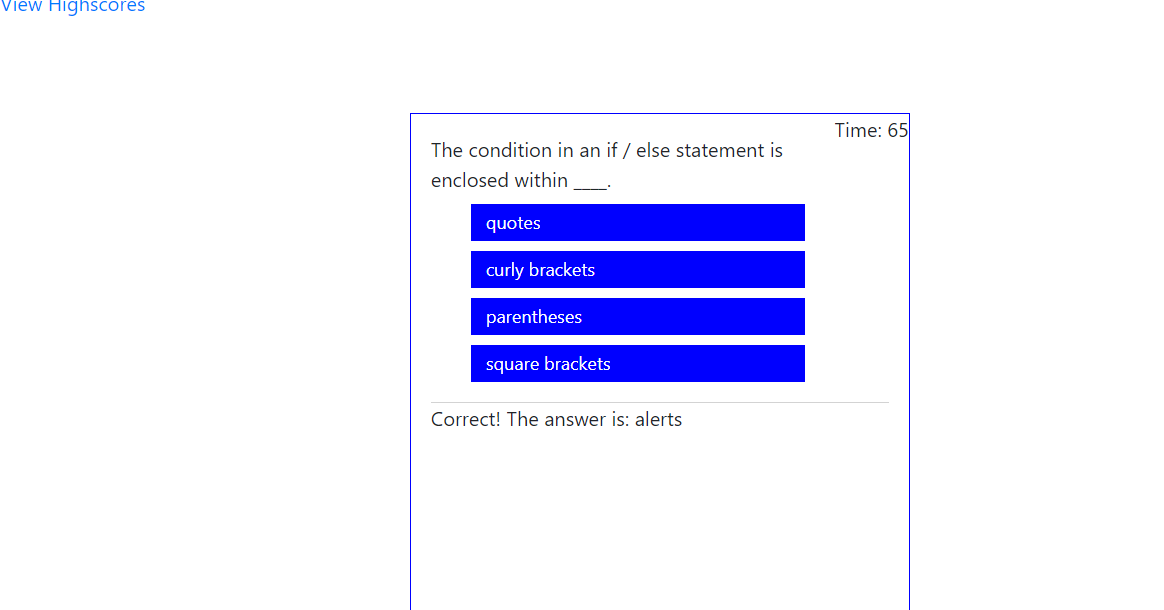 View Highscores
Time: 65
The condition in an if / else statement is
enclosed within ____.
quotes
curly brackets
parentheses
square brackets
Correct! The answer is: alerts